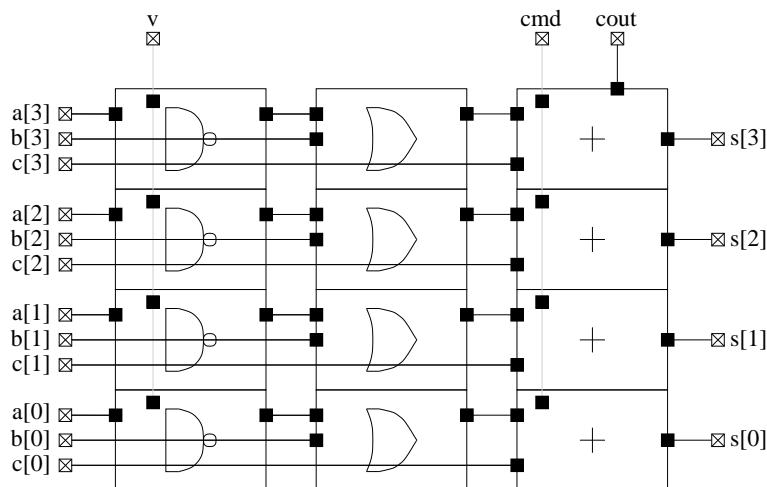 v cmd cout
a[3]
b[3] s[3]
c[3]
a[2]
b[2] s[2]
c[2]
a[1]
b[1] s[1]
c[1]
a[0]
b[0] s[0]
c[0]